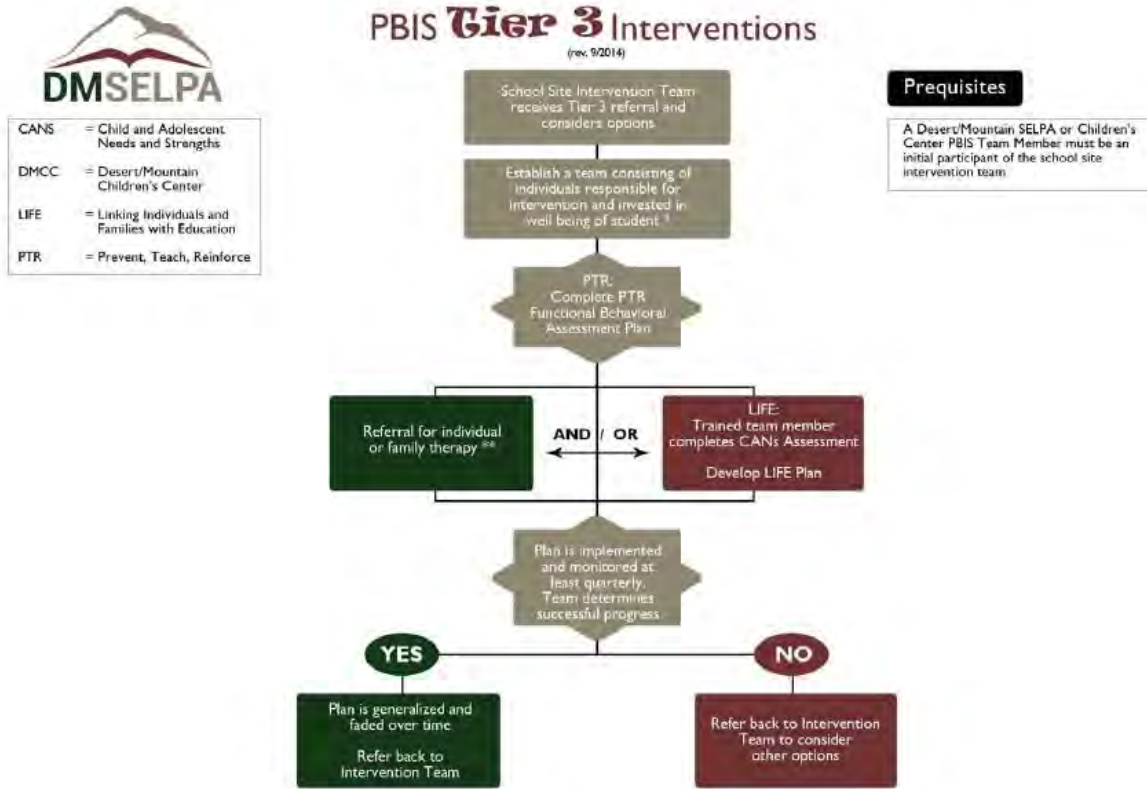 DMSELPA
PBIS Tier 3 Interventions
(rev. 9/2014)
CANS = Child and Adolescent
Needs and Strengths
DMCC = Desert/Mountain
Children's Center
LIFE = Linking Individuals and
Families with Education
PTR = Prevent, Teach, Reinforce
Prequisites
A Desert/Mountain SELPA or Children's
Center PBIS Team Member must be an
initial participant of the school site
intervention team
School Site Intervention Team
receives Tier 3 referral and
considers options
Establish a team consisting of
individuals responsible for
intervention and invested in
well being of student *
PTR:
Complete PTR
Functional Behavioral
Assessment Plan
Referral for individual
or family therapy **
AND / OR
LIFE:
Trained team member
completes CANs Assessment
Develop LIFE Plan
Plan is implemented
and monitored at
least quarterly.
Team determines
successful progress
YES
NO
Plan is generalized and
faded over time
Refer back to
Intervention Team
Refer back to Intervention
Team to consider
other options